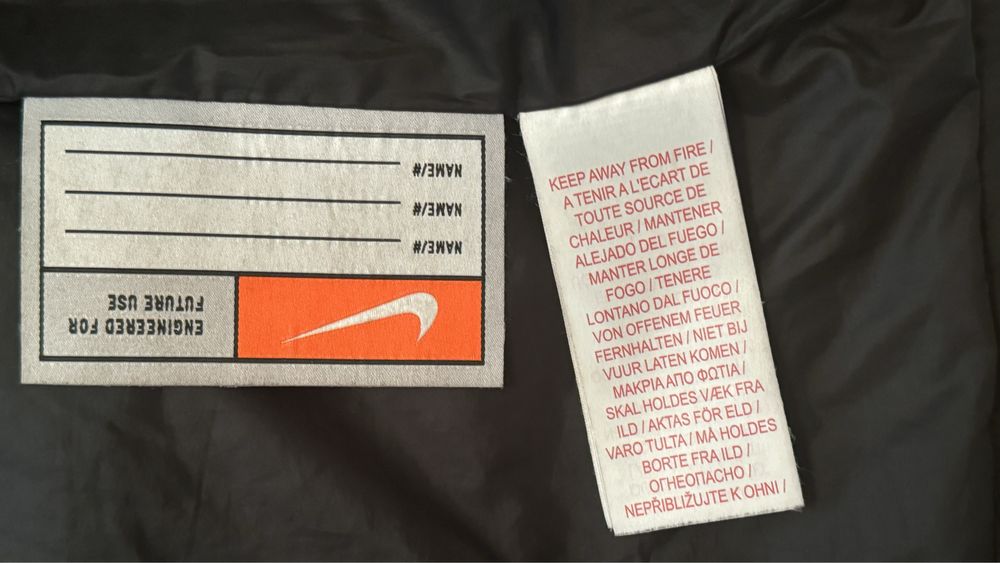 ENGINEERED FOR
FUTURE USE
NAME/#
NAME/#
NAME/#
KEEP AWAY FROM FIRE /
A TENIR A L'ECART DE
TOUTE SOURCE DE
CHALEUR / MANTENER
ALEJADO DEL FUEGO /
MANTER LONGE DE
FOGO / TENERE
LONTANO DAL FUOCO /
VON OFFENEM FEUER
FERNHALTEN / NIET BIJ
VUUR LATEN KOMEN /
ΜΑΚΡΙΑ ΑΠΟ ΦΩΤΙΑ /
SKAL HOLDES VÆK FRA
ILD / AKTAS FÖR ELD /
VARO TULTA / MÅ HOLDES
BORTE FRA ILD /
ОГНЕОПАСНО /
NEPŘIBLIŽUJTE K OHNI /